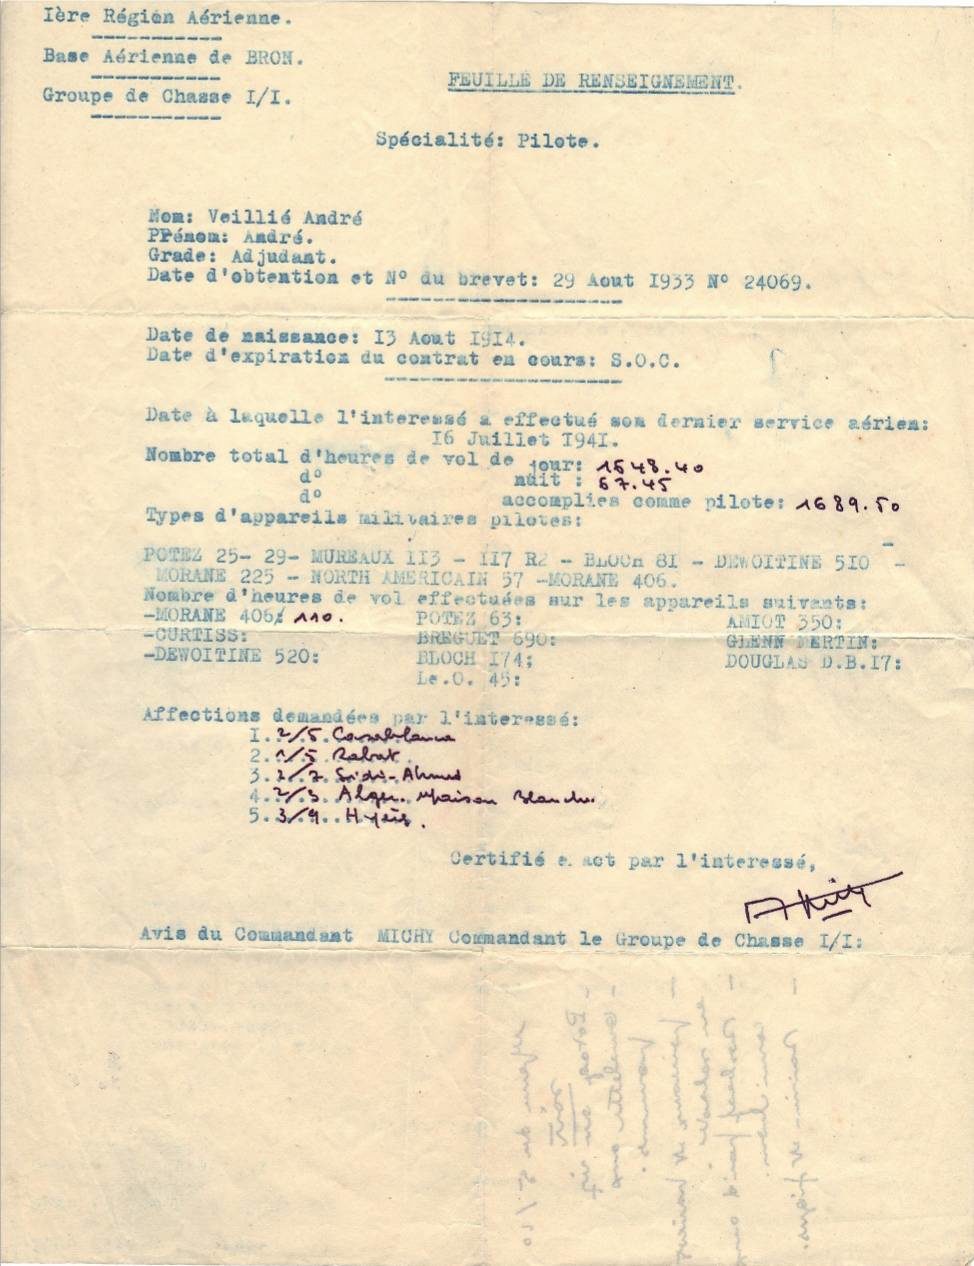 Ière Région Aérienne.
Base Aérienne de BRON.
Groupe de Chasse I/I.
FEUILLE DE RENSEIGNEMENT.
Spécialité: Pilote.
Nom: Veillié André
Prénom: André.
Grade: Adjudant.
Date d'obtention et N° du brevet: 29 Aout I933 N° 24069.
Date de naissance: I3 Aout I9I4.
Date d'expiration du contrat en cours: S.O.C.
Date à laquelle l'interessé a effectué son dernier service aérien:
I6 Juillet I94I.
Nombre total d'heures de vol de jour: 1548.40
d° nuit : 67.45
d° accomplies comme pilote: 1689.50
Types d'appareils militaires pilotes:
POTEZ 25- 29- MUREAUX II3 - II7 R2 - BLOCH 8I - DEWOITINE 5I0 -
MORANE 225 - NORTH AMERICAIN 57 -MORANE 406.
Nombre d'heures de vol effectuées sur les appareils suivants:
-MORANE 406: 110. POTEZ 63: AMIOT 350:
-CURTISS: BREGUET 690: GLENN MERTIN:
-DEWOITINE 520: BLOCH I74; DOUGLAS D.B.I7:
Le.O. 45:
Affections demandées par l'interessé:
I. 2/5. Casablanca
2. 1/5 Rabat.
3. 2/7 Sidi-Ahmed
4. 2/3 Alger. Maison Blanche.
5. 3/9 Hyères.
Certifié exact par l'interessé,
Avis du Commandant MICHY Commandant le Groupe de Chasse I/I: